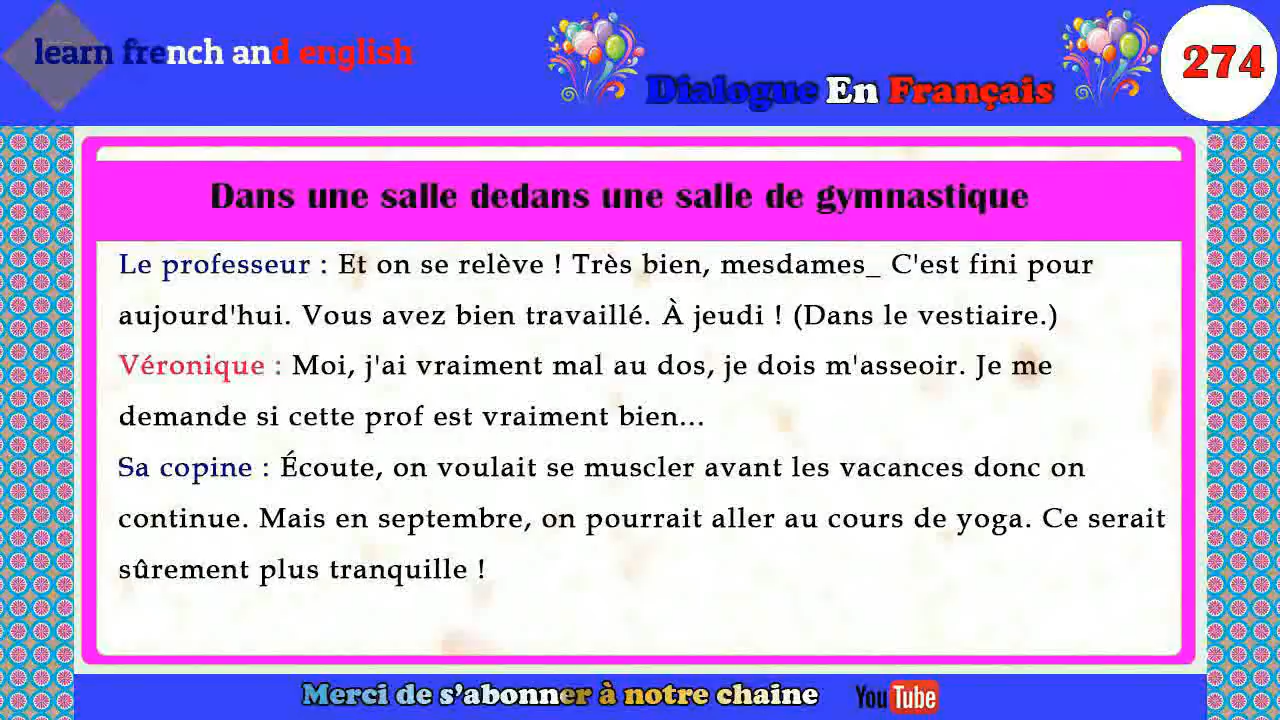 learn french and english
Dialogue En Français
274
Dans une salle dedans une salle de gymnastique
Le professeur : Et on se relève ! Très bien, mesdames_ C'est fini pour
aujourd'hui. Vous avez bien travaillé. À jeudi ! (Dans le vestiaire.)
Véronique : Moi, j'ai vraiment mal au dos, je dois m'asseoir. Je me
demande si cette prof est vraiment bien...
Sa copine : Écoute, on voulait se muscler avant les vacances donc on
continue. Mais en septembre, on pourrait aller au cours de yoga. Ce serait
sûrement plus tranquille !
Merci de s'abonner à notre chaine YouTube